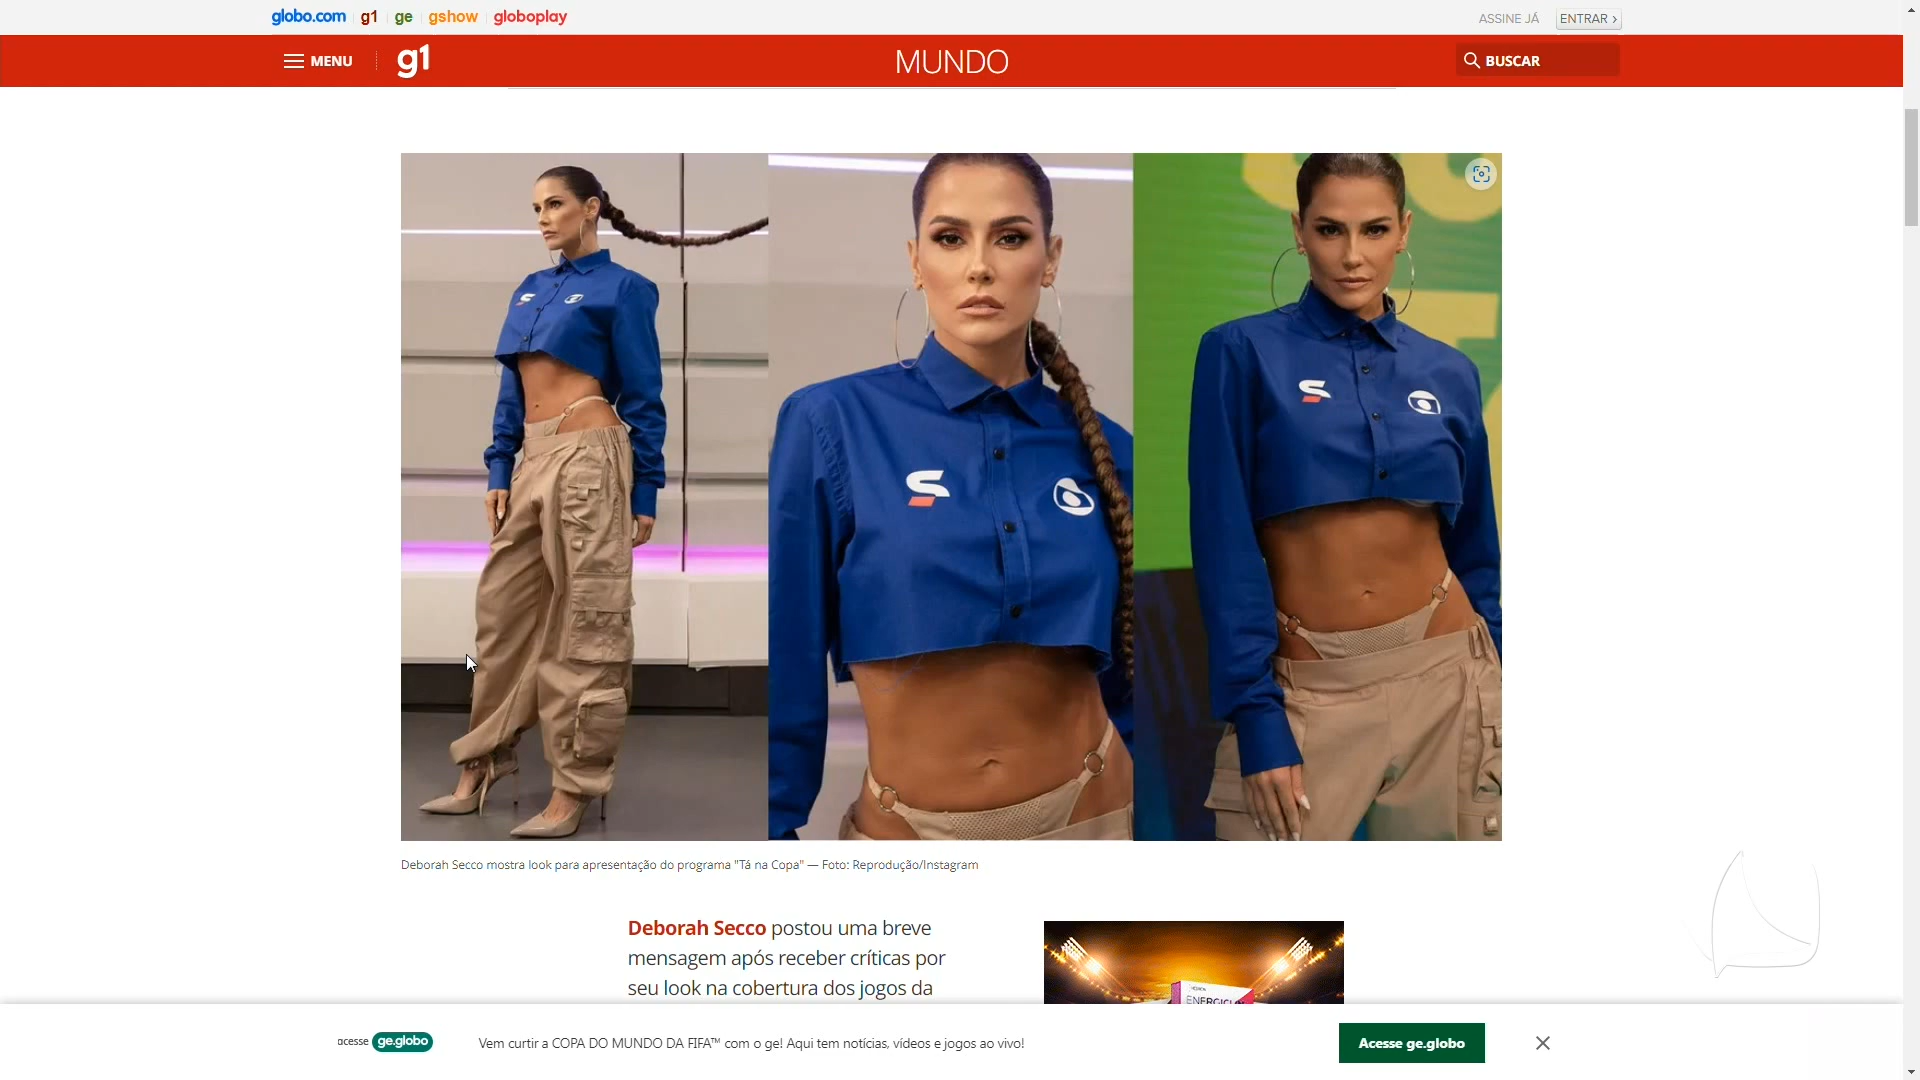 globo.com g1 ge gshow globoplay ASSINE JÁ ENTRAR ›
MENU g1 MUNDO BUSCAR
Deborah Secco mostra look para apresentação do programa "Tá na Copa" — Foto: Reprodução/Instagram
Deborah Secco postou uma breve
mensagem após receber críticas por
seu look na cobertura dos jogos da
acesse ge.globo Vem curtir a COPA DO MUNDO DA FIFA™ com o ge! Aqui tem notícias, vídeos e jogos ao vivo! Acesse ge.globo